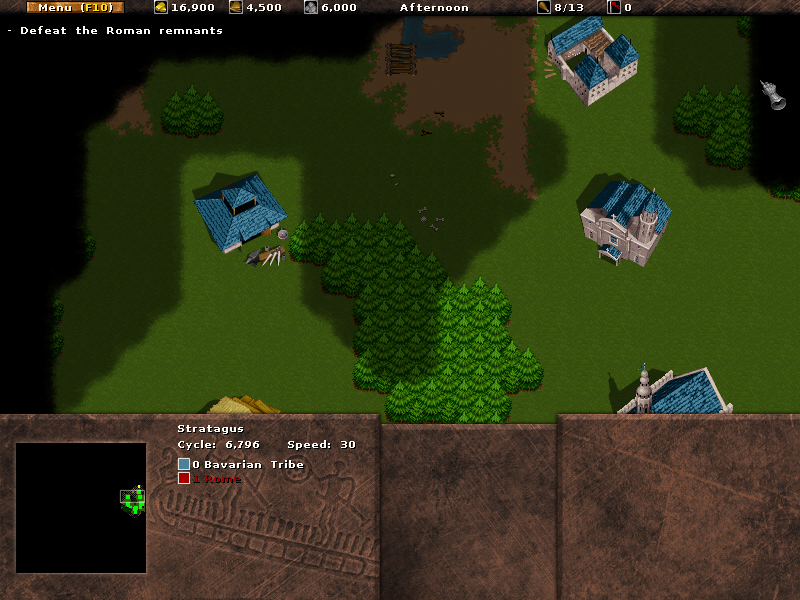 Menu (F10) 16,900 4,500 6,000 Afternoon 8/13 0
- Defeat the Roman remnants
Stratagus
Cycle: 6,796 Speed: 30
0 Bavarian Tribe
1 Rome